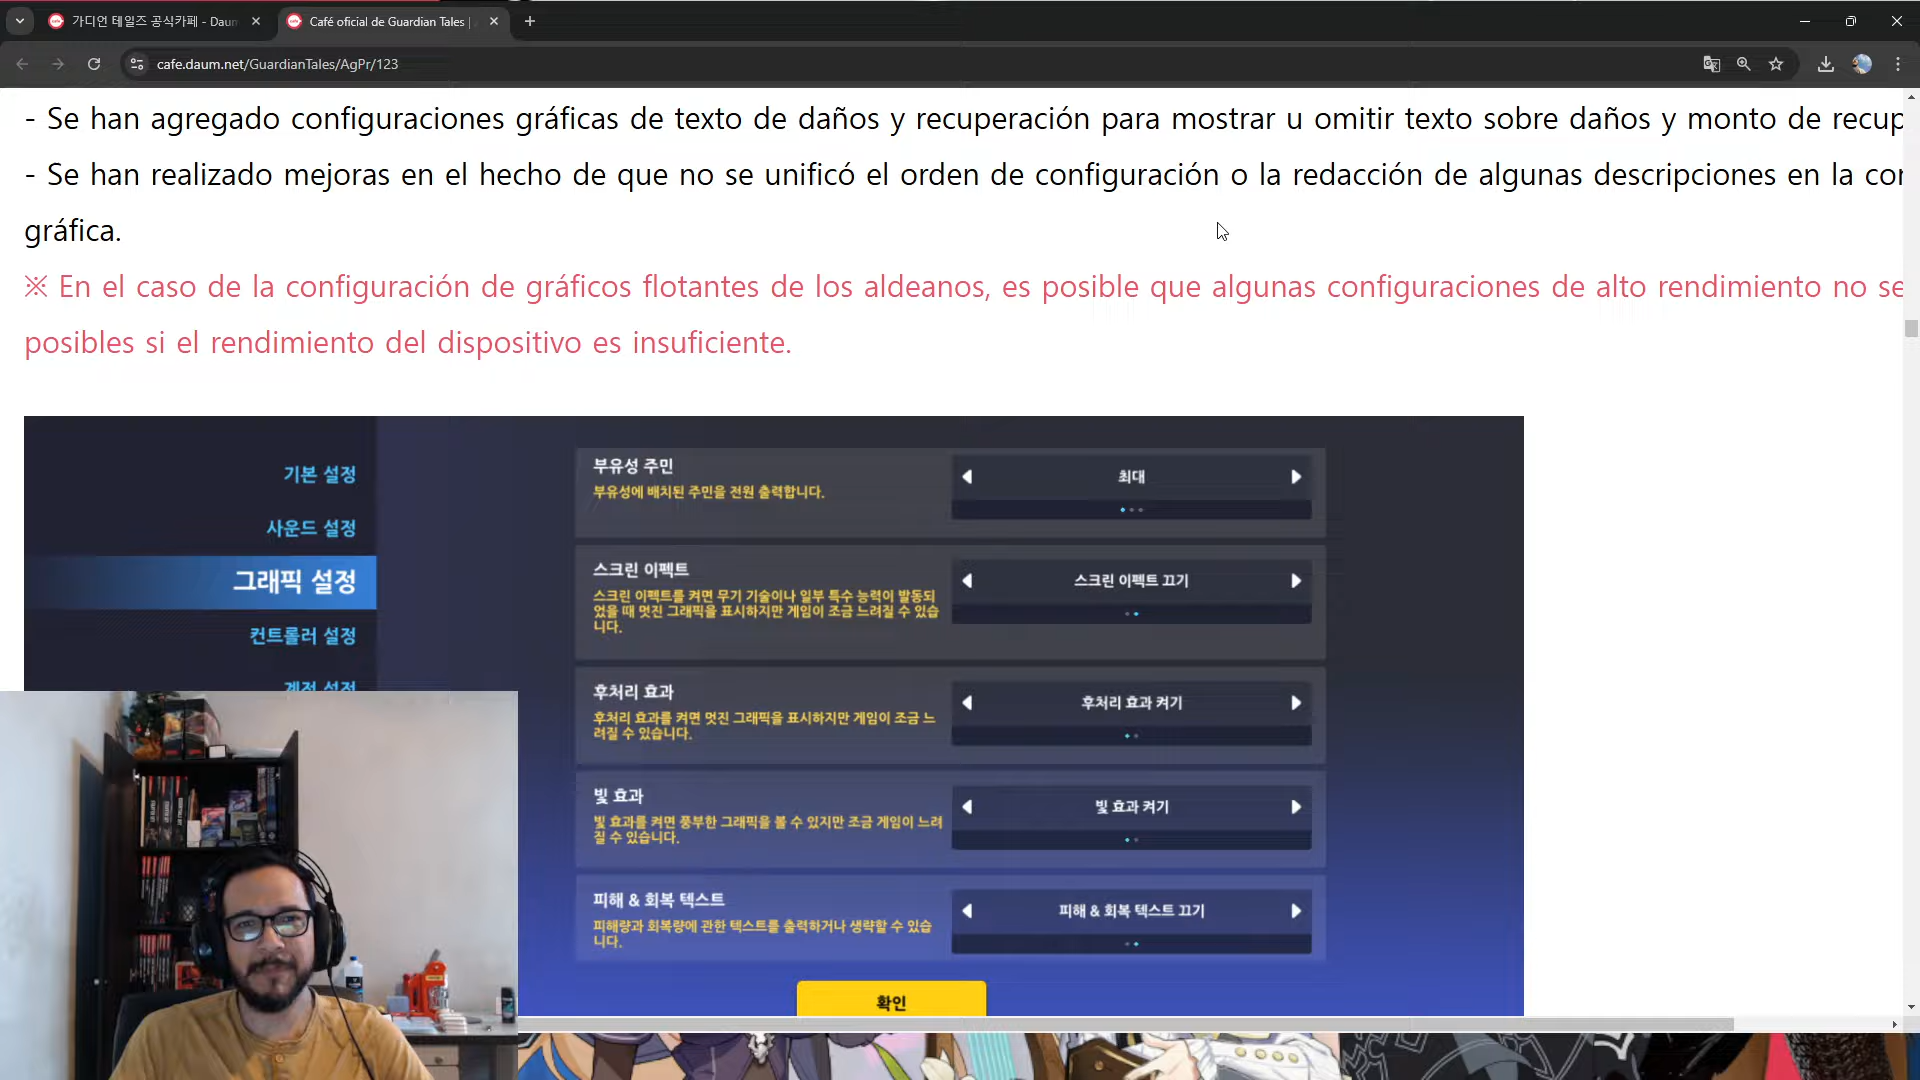 가디언 테일즈 공식카페 - Daum
Café oficial de Guardian Tales |
cafe.daum.net/GuardianTales/AgPr/123
- Se han agregado configuraciones gráficas de texto de daños y recuperación para mostrar u omitir texto sobre daños y monto de recup
- Se han realizado mejoras en el hecho de que no se unificó el orden de configuración o la redacción de algunas descripciones en la con
gráfica.
※ En el caso de la configuración de gráficos flotantes de los aldeanos, es posible que algunas configuraciones de alto rendimiento no se
posibles si el rendimiento del dispositivo es insuficiente.
기본 설정
사운드 설정
그래픽 설정
컨트롤러 설정
계정 설정
부유성 주민
부유성에 배치된 주민을 전원 출력합니다.
최대
스크린 이펙트
스크린 이펙트를 켜면 무기 기술이나 일부 특수 능력이 발동되
었을 때 멋진 그래픽을 표시하지만 게임이 조금 느려질 수 있습
니다.
스크린 이펙트 끄기
후처리 효과
후처리 효과를 켜면 멋진 그래픽을 표시하지만 게임이 조금 느
려질 수 있습니다.
후처리 효과 켜기
빛 효과
빛 효과를 켜면 풍부한 그래픽을 볼 수 있지만 조금 게임이 느려
질 수 있습니다.
빛 효과 켜기
피해 & 회복 텍스트
피해량과 회복량에 관한 텍스트를 출력하거나 생략할 수 있습
니다.
피해 & 회복 텍스트 끄기
확인